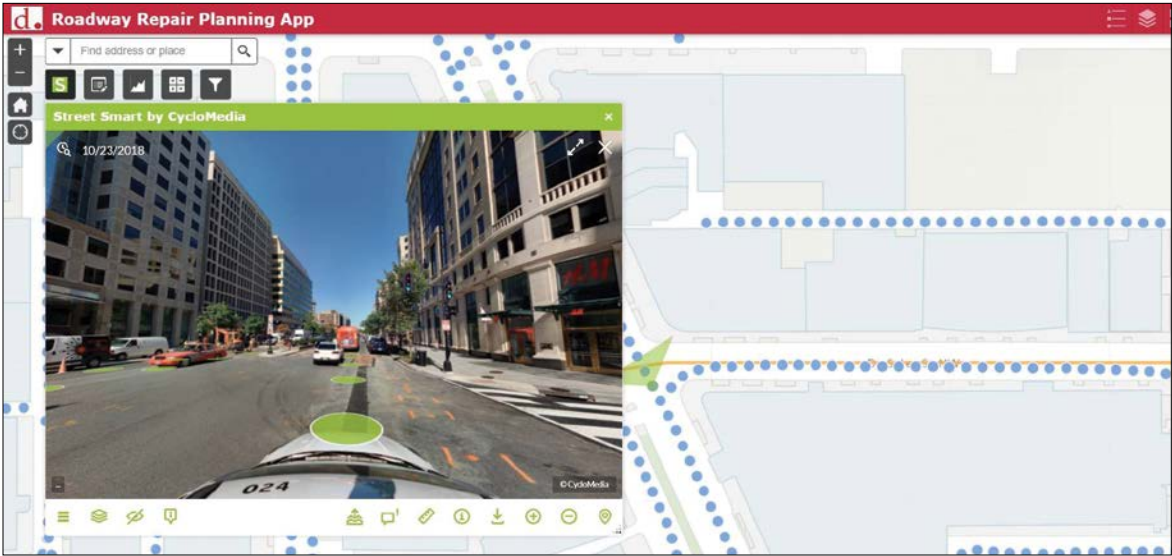 d. Roadway Repair Planning App
Find address or place
S
Street Smart by CycloMedia
10/23/2018
H&M
024
©CycloMedia